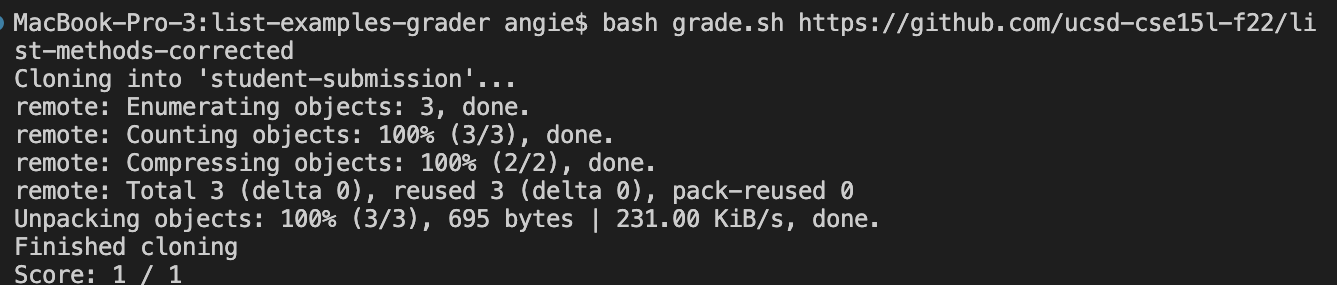 MacBook-Pro-3:list-examples-grader angie$ bash grade.sh https://github.com/ucsd-cse15l-f22/li
st-methods-corrected
Cloning into 'student-submission'...
remote: Enumerating objects: 3, done.
remote: Counting objects: 100% (3/3), done.
remote: Compressing objects: 100% (2/2), done.
remote: Total 3 (delta 0), reused 3 (delta 0), pack-reused 0
Unpacking objects: 100% (3/3), 695 bytes | 231.00 KiB/s, done.
Finished cloning
Score: 1 / 1